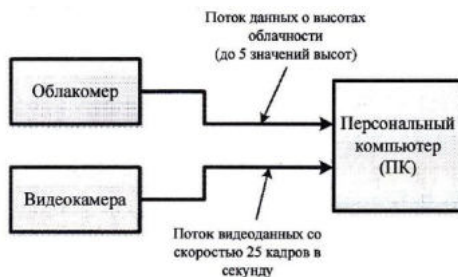 Поток данных о высотах
облачности
(до 5 значений высот)
Облакомер
Персональный
компьютер
(ПК)
Видеокамера
Поток видеоданных со
скоростью 25 кадров в
секунду